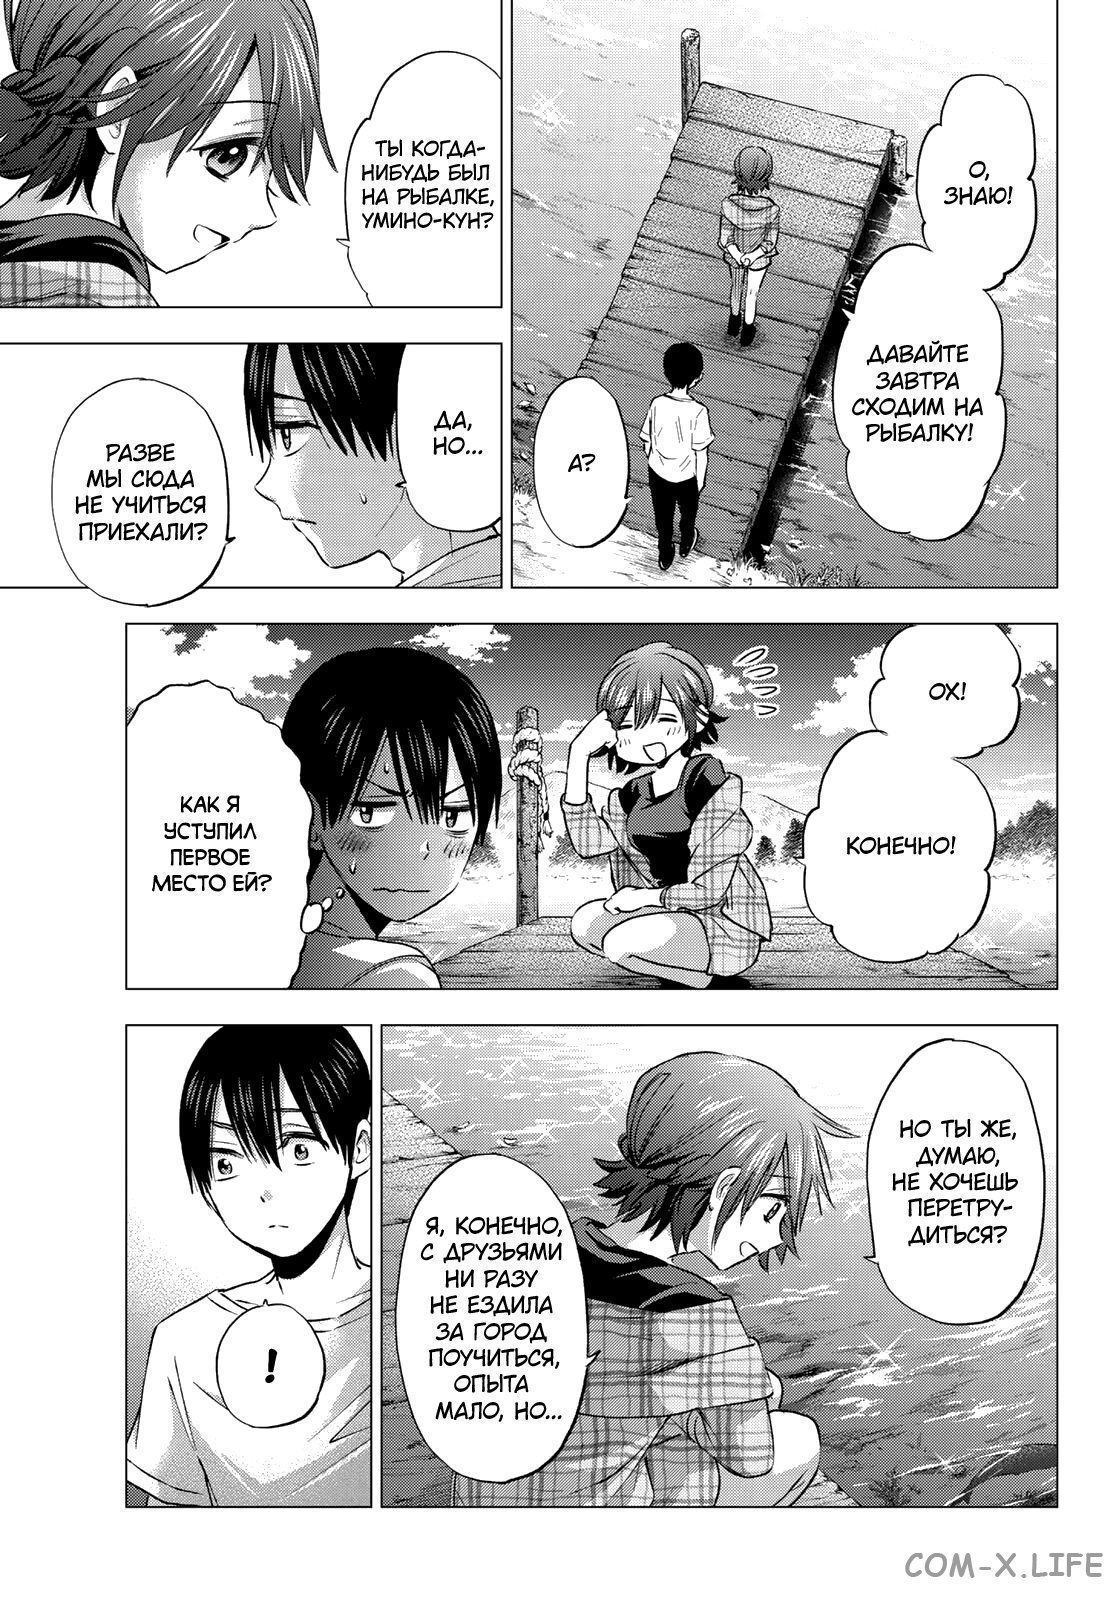 О,
ЗНАЮ!
ДАВАЙТЕ
ЗАВТРА
СХОДИМ НА
РЫБАЛКУ!
А?
ТЫ КОГДА-
НИБУДЬ БЫЛ
НА РЫБАЛКЕ,
УМИНО-КУН?
ДА,
НО...
РАЗВЕ
МЫ СЮДА
НЕ УЧИТЬСЯ
ПРИЕХАЛИ?
ОХ!
КОНЕЧНО!
КАК Я
УСТУПИЛ
ПЕРВОЕ
МЕСТО ЕЙ?
НО ТЫ ЖЕ,
ДУМАЮ,
НЕ ХОЧЕШЬ
ПЕРЕТРУ-
ДИТЬСЯ?
Я, КОНЕЧНО,
С ДРУЗЬЯМИ
НИ РАЗУ
НЕ ЕЗДИЛА
ЗА ГОРОД
ПОУЧИТЬСЯ,
ОПЫТА
МАЛО, НО...
!
COM-X.LIFE